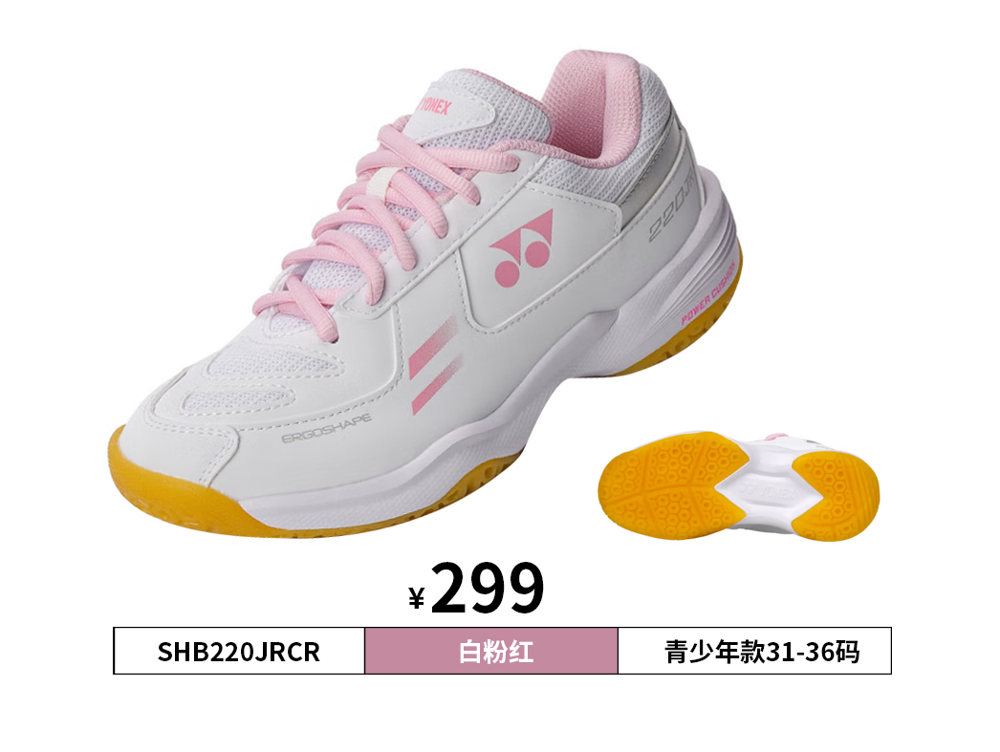 YONEX
220JR
POWER CUSHION
ERGOSHAPE
¥299
SHB220JRCR
白粉红
青少年款31-36码